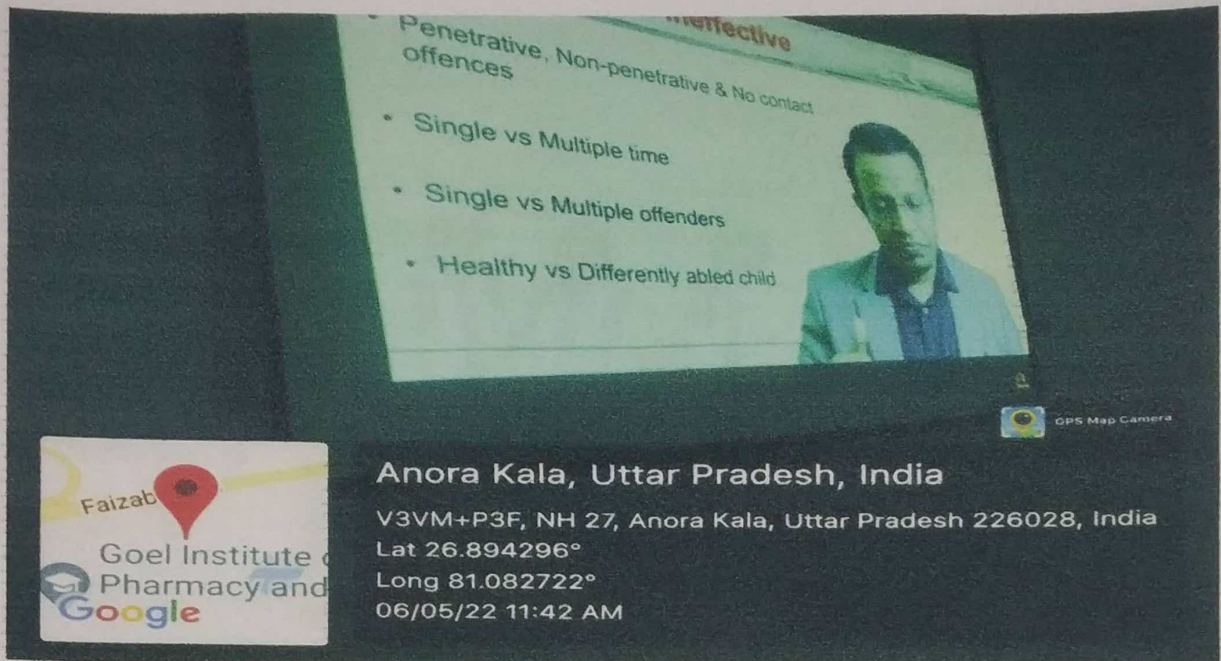 Penetrative, Non-penetrative & No contact
offences
• Single vs Multiple time
• Single vs Multiple offenders
• Healthy vs Differently abled child
GPS Map Camera
Anora Kala, Uttar Pradesh, India
V3VM+P3F, NH 27, Anora Kala, Uttar Pradesh 226028, India
Lat 26.894296°
Long 81.082722°
06/05/22 11:42 AM
Faizab
Goel Institute
Pharmacy and
Google